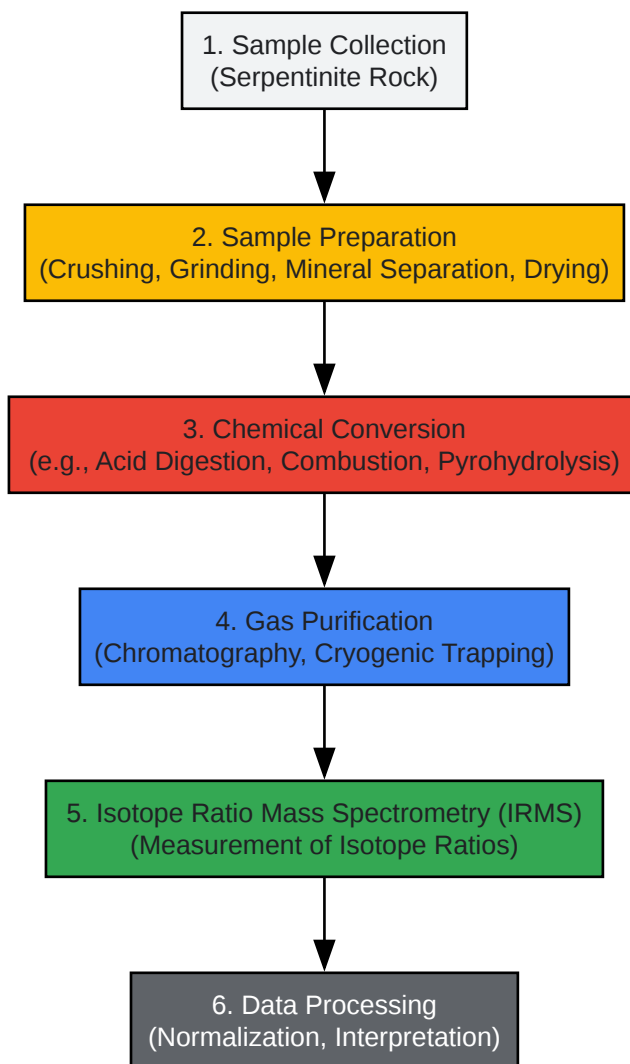 1. Sample Collection
(Serpentinite Rock)
2. Sample Preparation
(Crushing, Grinding, Mineral Separation, Drying)
3. Chemical Conversion
(e.g., Acid Digestion, Combustion, Pyrohydrolysis)
4. Gas Purification
(Chromatography, Cryogenic Trapping)
5. Isotope Ratio Mass Spectrometry (IRMS)
(Measurement of Isotope Ratios)
6. Data Processing
(Normalization, Interpretation)